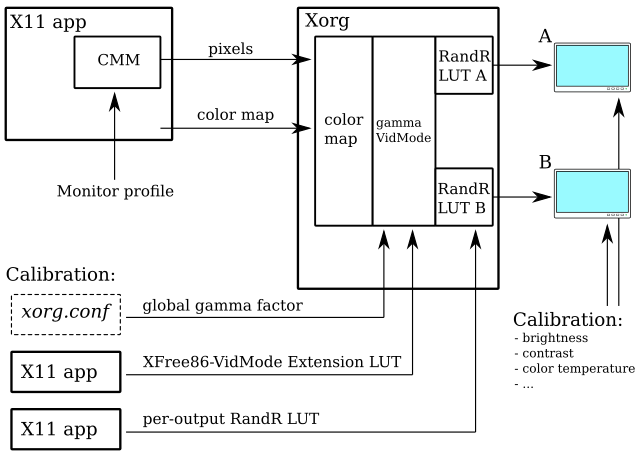 X11 app
CMM
Monitor profile
pixels
color map
Xorg
color
map
gamma
VidMode
RandR
LUT A
RandR
LUT B
A
B
Calibration:
xorg.conf
global gamma factor
X11 app
XFree86-VidMode Extension LUT
X11 app
per-output RandR LUT
Calibration:
- brightness
- contrast
- color temperature
- ...